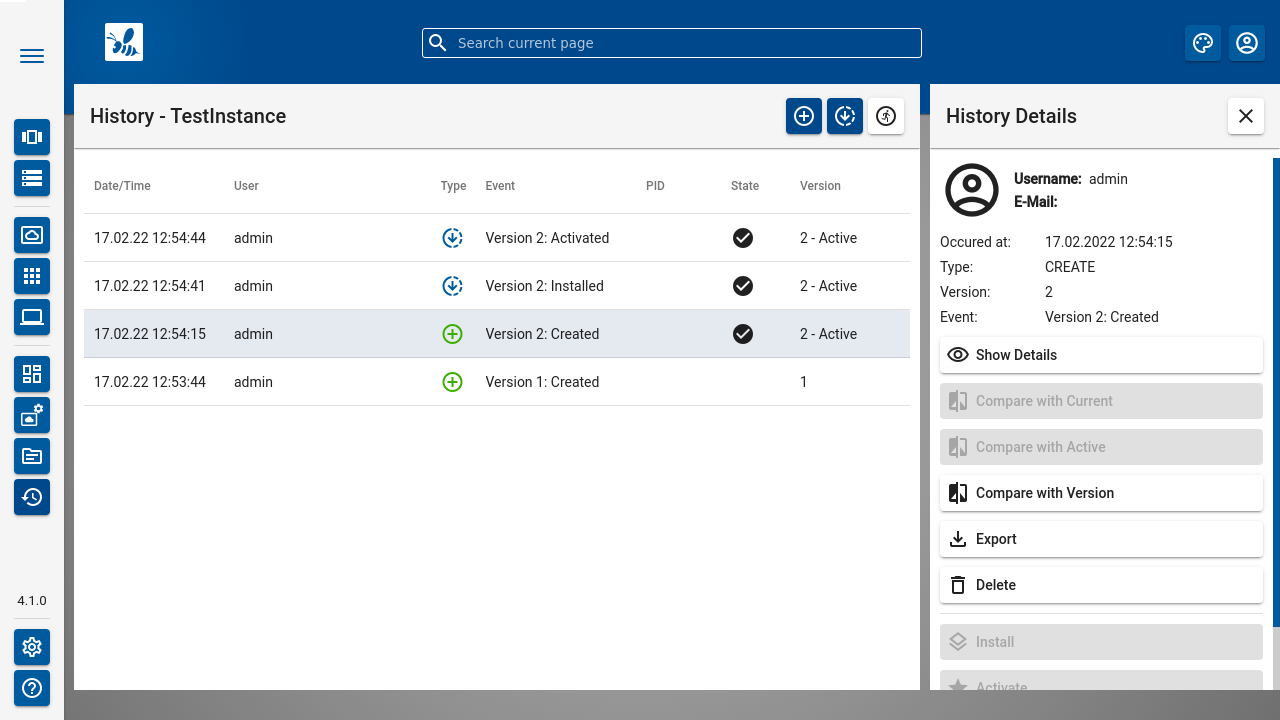 Search current page
History - TestInstance
Date/Time User Type Event PID State Version
17.02.22 12:54:44 admin Version 2: Activated 2 - Active
17.02.22 12:54:41 admin Version 2: Installed 2 - Active
17.02.22 12:54:15 admin Version 2: Created 2 - Active
17.02.22 12:53:44 admin Version 1: Created 1
4.1.0
History Details
Username: admin
E-Mail:
Occured at: 17.02.2022 12:54:15
Type: CREATE
Version: 2
Event: Version 2: Created
Show Details
Compare with Current
Compare with Active
Compare with Version
Export
Delete
Install
Activate